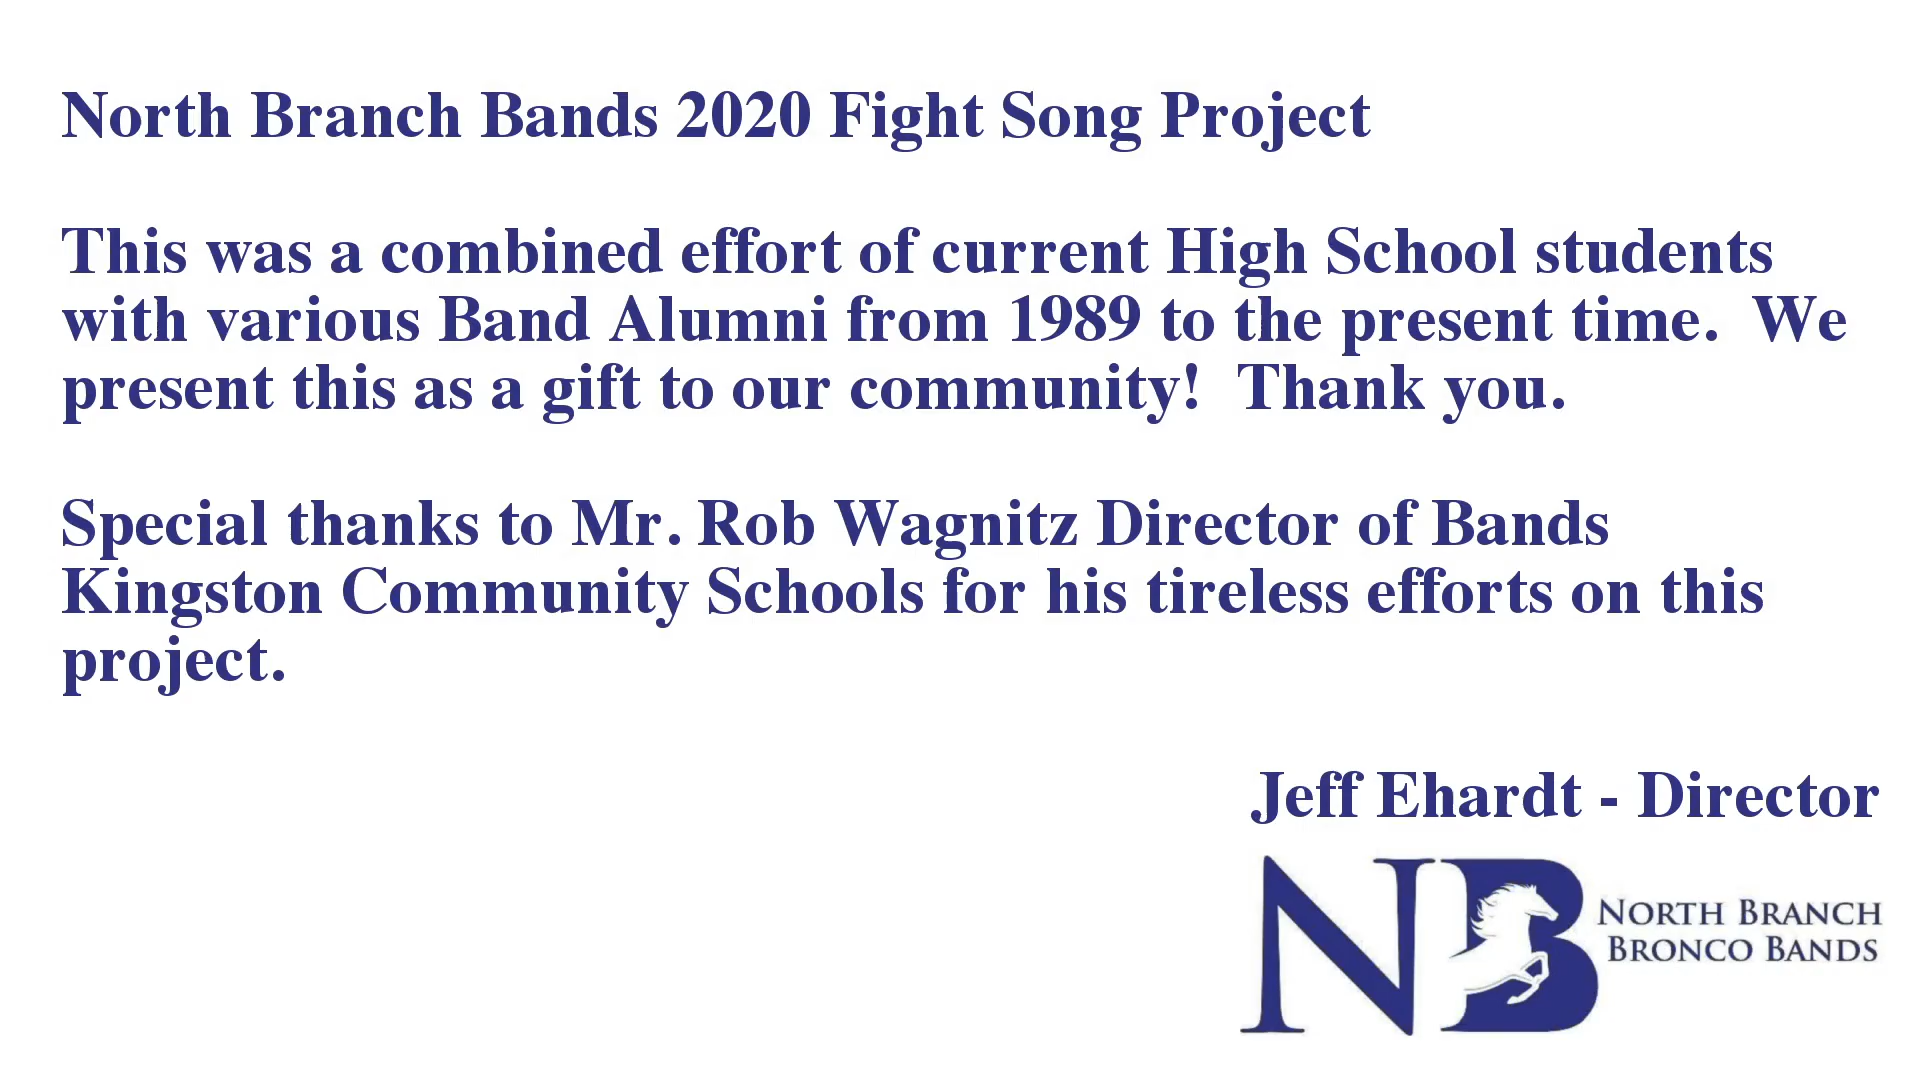 North Branch Bands 2020 Fight Song Project
This was a combined effort of current High School students
with various Band Alumni from 1989 to the present time.  We
present this as a gift to our community!  Thank you.
Special thanks to Mr. Rob Wagnitz Director of Bands
Kingston Community Schools for his tireless efforts on this
project.
Jeff Ehardt - Director
NB
NORTH BRANCH
BRONCO BANDS